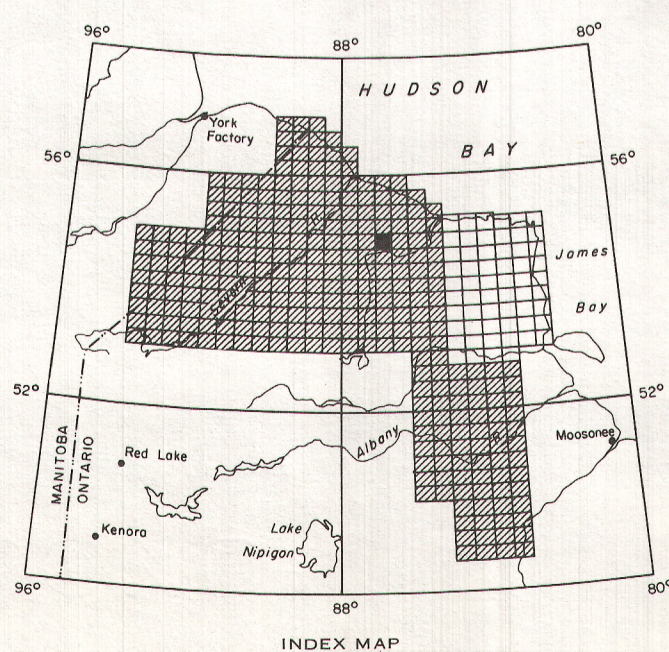 96°
88°
80°
HUDSON
BAY
York
Factory
56°
56°
James
Bay
Severn
R.
52°
52°
MANITOBA
ONTARIO
Red Lake
Albany
R.
Moosonee
Kenora
Lake
Nipigon
96°
88°
80°
INDEX MAP